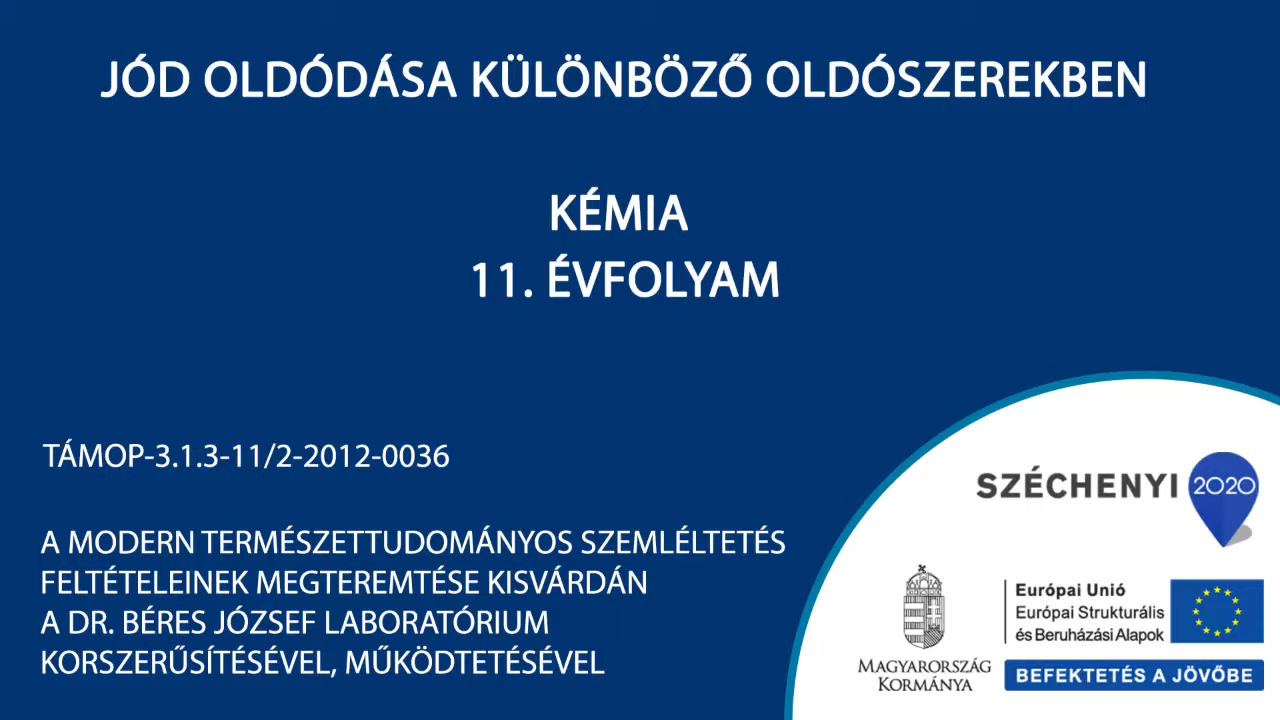 JÓD OLDÓDÁSA KÜLÖNBÖZŐ OLDÓSZEREKBEN
KÉMIA
11. ÉVFOLYAM
TÁMOP-3.1.3-11/2-2012-0036
A MODERN TERMÉSZETTUDOMÁNYOS SZEMLÉLTETÉS
FELTÉTELEINEK MEGTEREMTÉSE KISVÁRDÁN
A DR. BÉRES JÓZSEF LABORATÓRIUM
KORSZERŰSÍTÉSÉVEL, MŰKÖDTETÉSÉVEL
SZÉCHENYI 2020
MAGYARORSZÁG
KORMÁNYA
Európai Unió
Európai Strukturális
és Beruházási Alapok
BEFEKTETÉS A JÖVŐBE